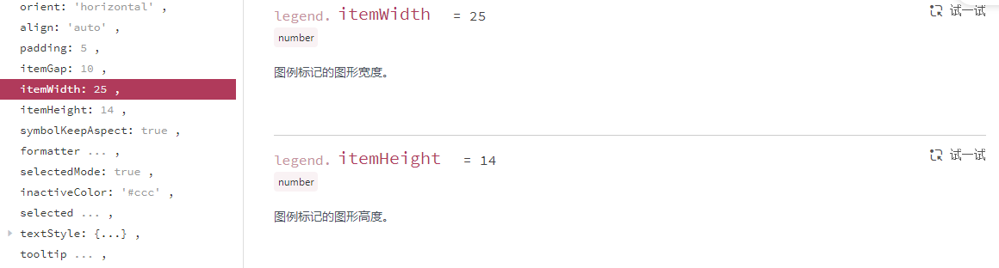 orient: 'horizontal' ,
align: 'auto' ,
padding: 5 ,
itemGap: 10 ,
itemWidth: 25 ,
itemHeight: 14 ,
symbolKeepAspect: true ,
formatter ... ,
selectedMode: true ,
inactiveColor: '#ccc' ,
selected ... ,
textStyle: {...} ,
tooltip ... ,
legend. itemWidth = 25
试一试
number
图例标记的图形宽度。
legend. itemHeight = 14
试一试
number
图例标记的图形高度。